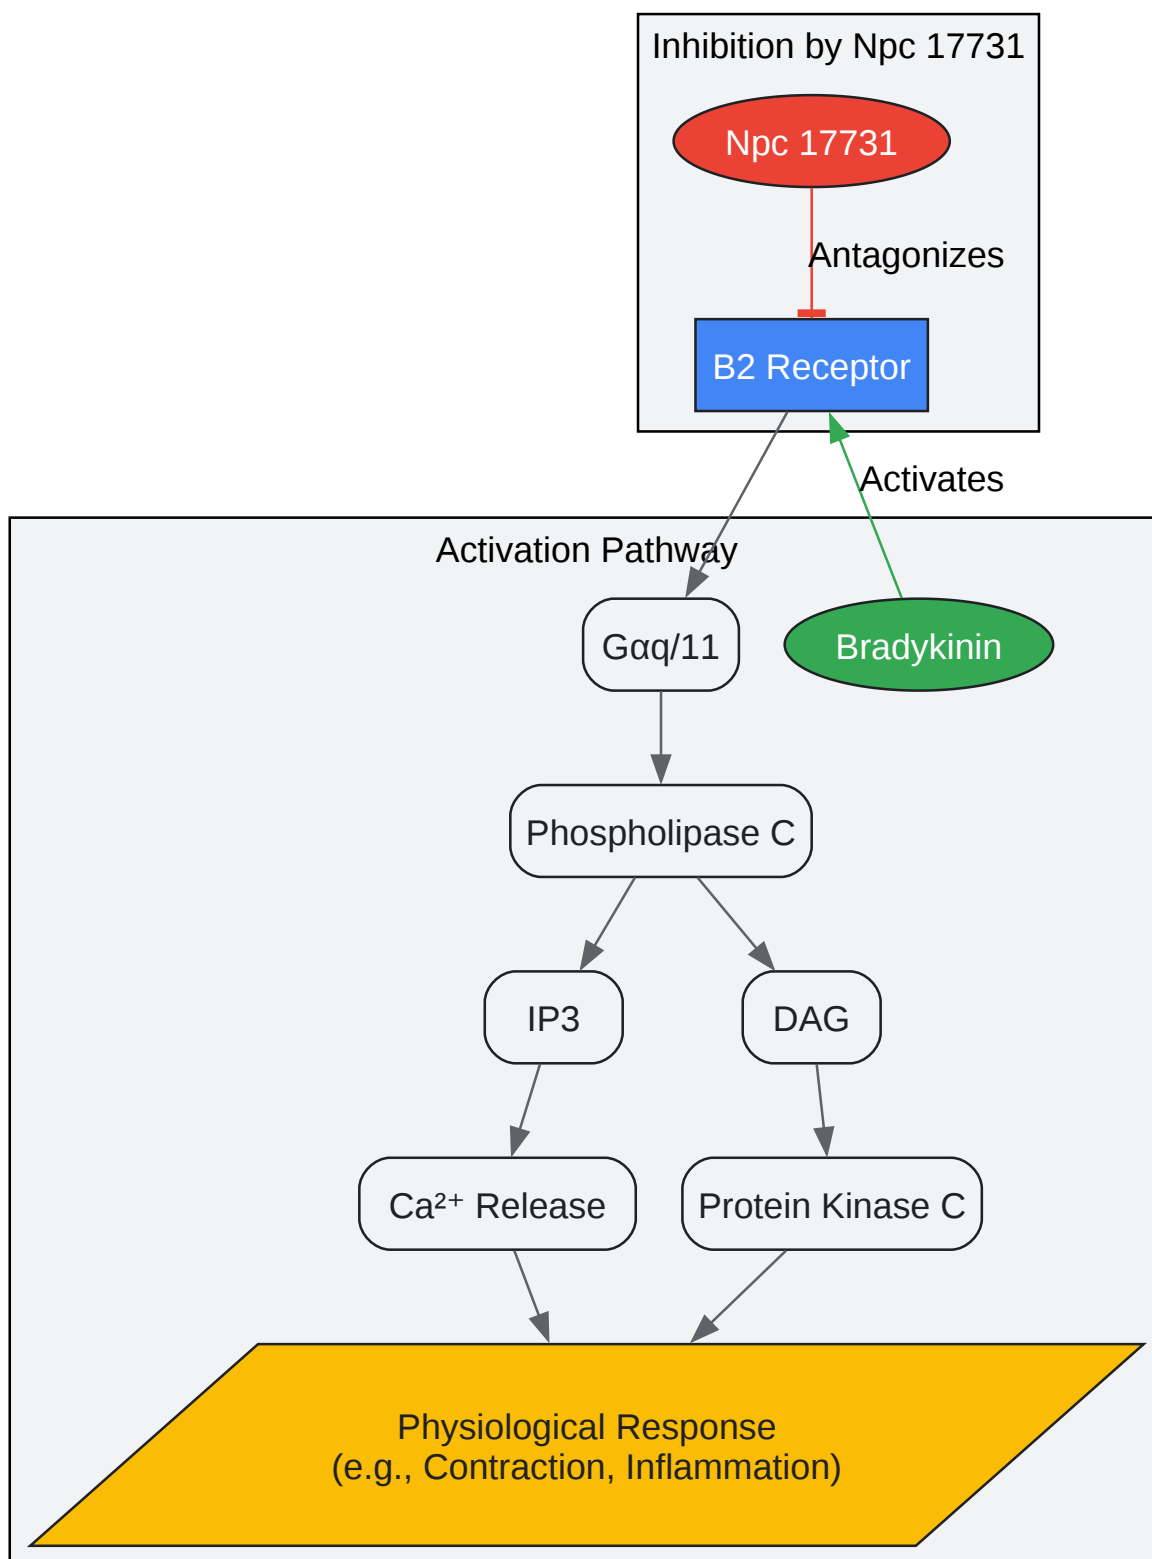 Inhibition by Npc 17731
Npc 17731
Antagonizes
B2 Receptor
Activates
Activation Pathway
Gαq/11
Bradykinin
Phospholipase C
IP3
DAG
Ca²⁺ Release
Protein Kinase C
Physiological Response
(e.g., Contraction, Inflammation)